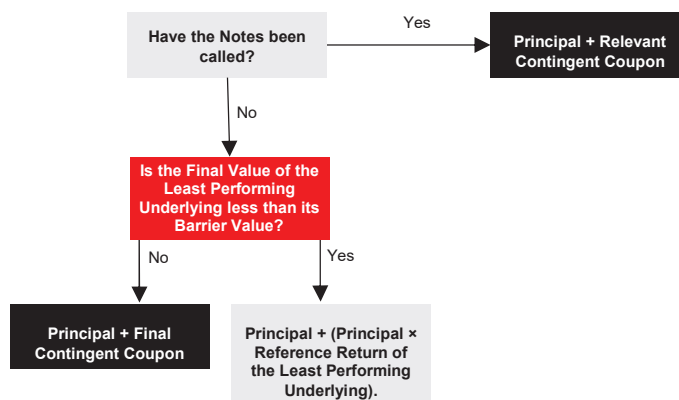 Have the Notes been
called?
Yes
Principal + Relevant
Contingent Coupon
No
Is the Final Value of the
Least Performing
Underlying less than its
Barrier Value?
No
Yes
Principal + Final
Contingent Coupon
Principal + (Principal ×
Reference Return of
the Least Performing
Underlying).